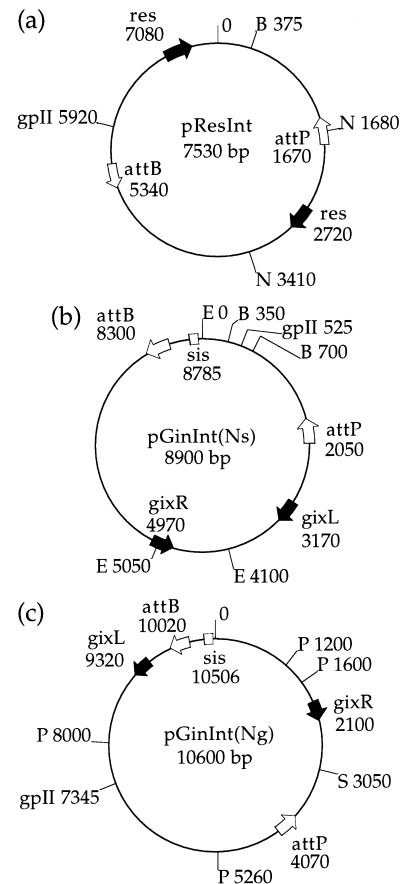 (a)
res
7080
0
B 375
gpII 5920
pResInt
7530 bp
attP
1670
N 1680
attB
5340
res
2720
N 3410
(b)
attB
8300
E 0
B 350
gpII 525
B 700
sis
8785
pGinInt(Ns)
8900 bp
attP
2050
gixR
4970
gixL
3170
E 5050
E 4100
(c)
attB
10020
0
gixL
9320
sis
10506
P 1200
P 1600
gixR
2100
P 8000
pGinInt(Ng)
10600 bp
gpII 7345
S 3050
attP
4070
P 5260